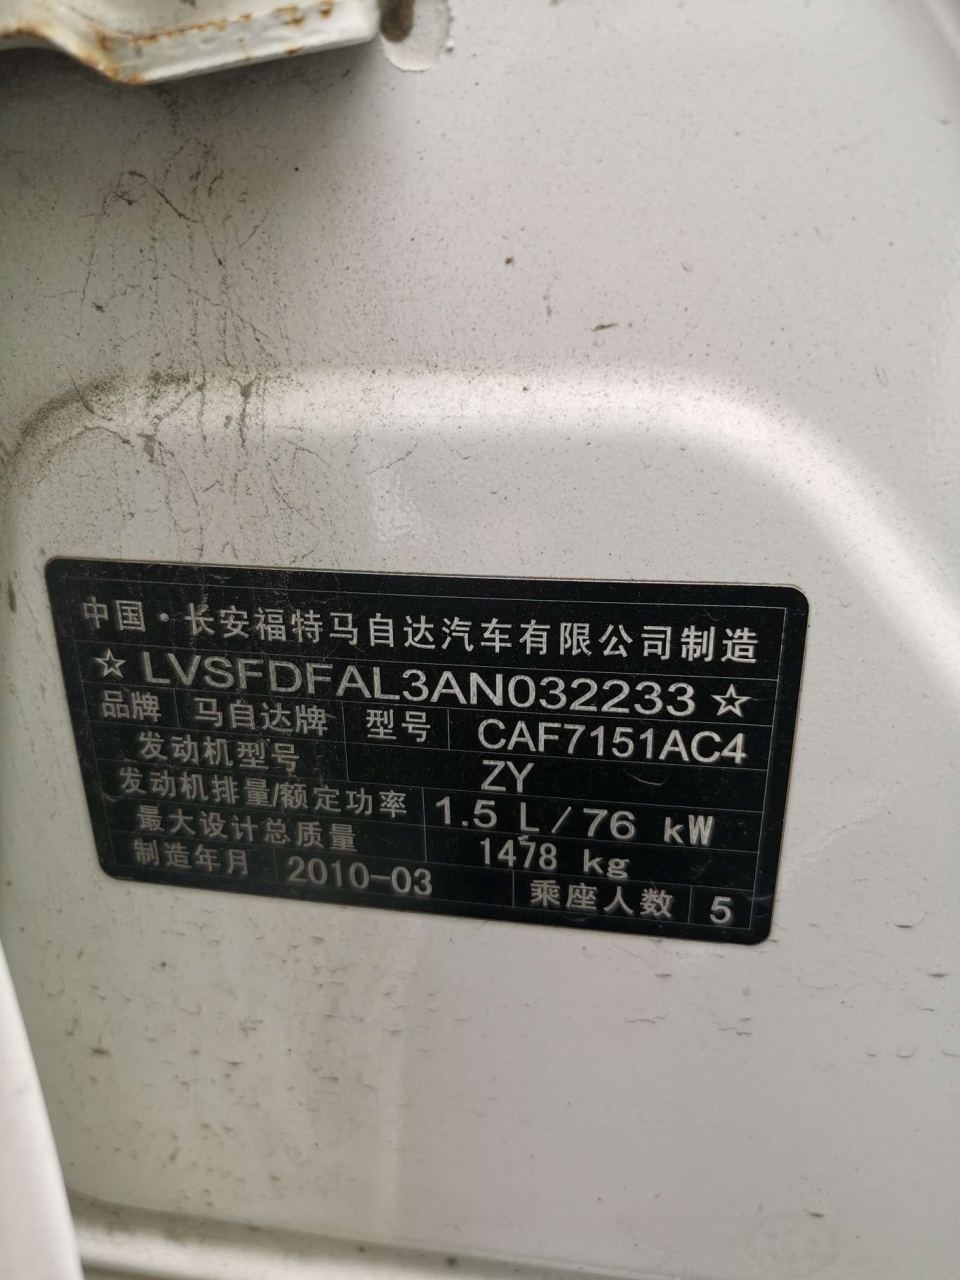 中国·长安福特马自达汽车有限公司制造
☆LVSFDFAL3AN032233☆
品牌 马自达牌 型号 CAF7151AC4
发动机型号 ZY
发动机排量/额定功率 1.5 L/76 kW
最大设计总质量 1478 kg
制造年月 2010-03 乘座人数 5